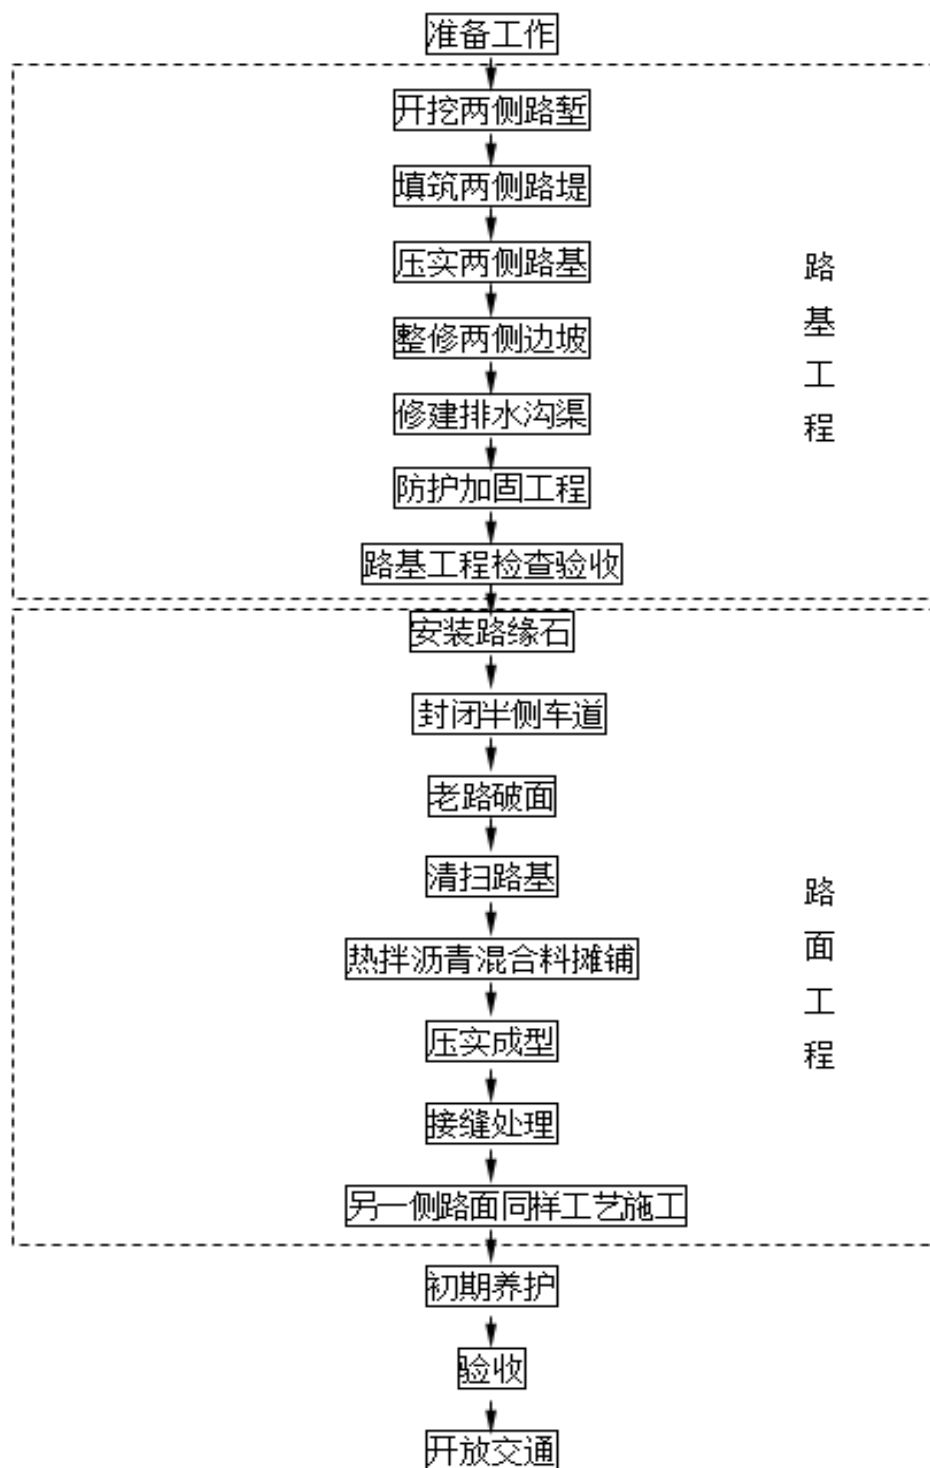 准备工作
开挖两侧路堑
填筑两侧路堤
压实两侧路基
整修两侧边坡
修建排水沟渠
防护加固工程
路基工程检查验收
路基工程
安装路缘石
封闭半侧车道
老路破面
清扫路基
热拌沥青混合料摊铺
压实成型
接缝处理
另一侧路面同样工艺施工
路面工程
初期养护
验收
开放交通